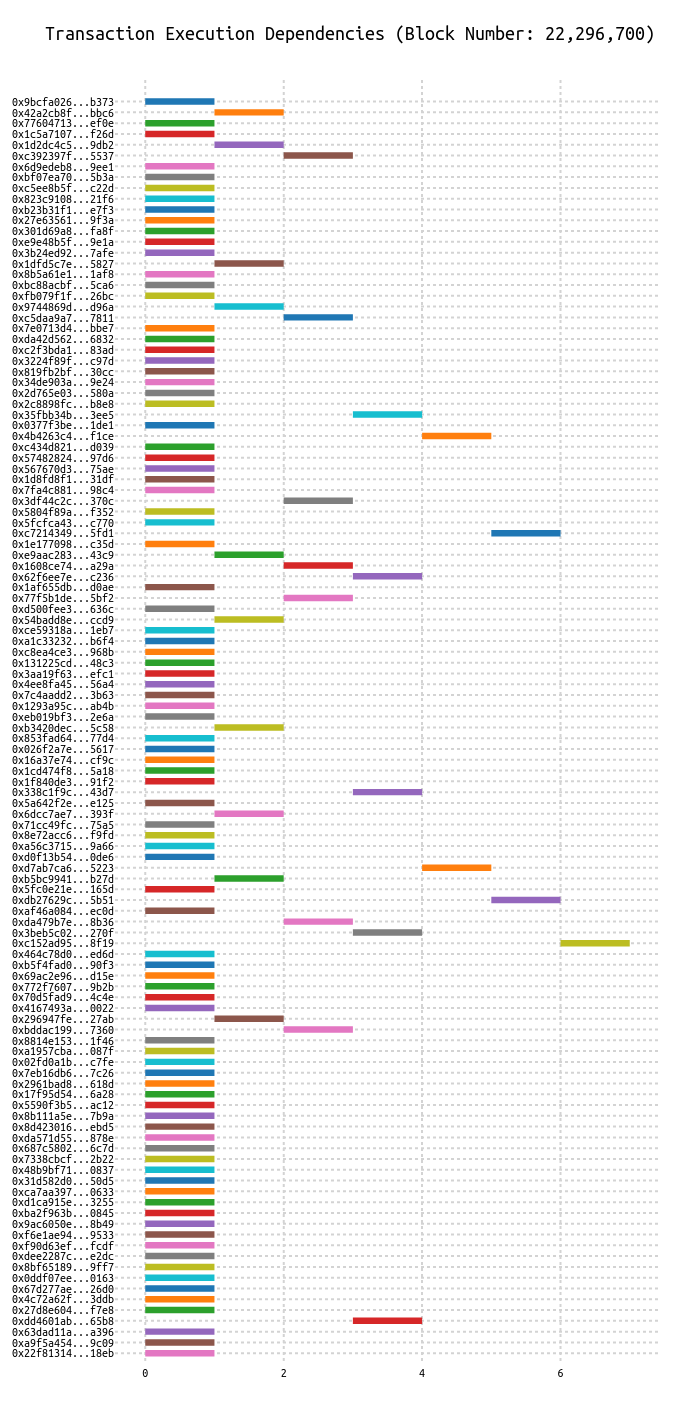 Transaction Execution Dependencies (Block Number: 22,296,700)
0x9bcfa026...b373
0x42a2cb8f...bbc6
0x77604713...ef0e
0x1c5a7107...f26d
0x1d2dc4c5...9db2
0xc392397f...5537
0x6d9edeb8...9ee1
0xbf07ea70...5b3a
0xc5ee8b5f...c22d
0x823c9108...21f6
0xb23b31f1...e7f3
0x27e63561...9f3a
0x301d69a8...fa8f
0xe9e48b5f...9e1a
0x3b24ed92...7afe
0x1dfd5c7e...5827
0x8b5a61e1...1af8
0xbc88acbf...5ca6
0xfb079f1f...26bc
0x9744869d...d96a
0xc5daa9a7...7811
0x7e0713d4...bbe7
0xda42d562...6832
0xc2f3bda1...83ad
0x3224f89f...c97d
0x819fb2bf...30cc
0x34de903a...9e24
0x2d765e03...580a
0x2c8898fc...b8e8
0x35fbb34b...3ee5
0x0377f3be...1de1
0x4b4263c4...f1ce
0xc434d821...d039
0x57482824...97d6
0x567670d3...75ae
0x1d8fd8f1...31df
0x7fa4c881...98c4
0x3df44c2c...370c
0x5804f89a...f352
0x5fcfca43...c770
0xc7214349...5fd1
0x1e177098...c35d
0xe9aac283...43c9
0x1608ce74...a29a
0x62f6ee7e...c236
0x1af655db...d0ae
0x77f5b1de...5bf2
0xd500fee3...636c
0x54badd8e...ccd9
0xce59318a...1eb7
0xa1c33232...b6f4
0xc8ea4ce3...968b
0x131225cd...48c3
0x3aa19f63...efc1
0x4ee8fa45...56a4
0x7c4aadd2...3b63
0x1293a95c...ab4b
0xeb019bf3...2e6a
0xb3420dec...5c58
0x853fad64...77d4
0x026f2a7e...5617
0x16a37e74...cf9c
0x1cd474f8...5a18
0x1f840de3...91f2
0x338c1f9c...43d7
0x5a642f2e...e125
0x6dcc7ae7...393f
0x71cc49fc...75a5
0x8e72acc6...f9fd
0xa56c3715...9a66
0xd0f13b54...0de6
0xd7ab7ca6...5223
0xb5bc9941...b27d
0x5fc0e21e...165d
0xdb27629c...5b51
0xaf46a084...ec0d
0xda479b7e...8b36
0x3beb5c02...270f
0xc152ad95...8f19
0x464c78d0...ed6d
0xb5f4fad0...90f3
0x69ac2e96...d15e
0x772f7607...9b2b
0x70d5fad9...4c4e
0x4167493a...0022
0x296947fe...27ab
0xbddac199...7360
0x8814e153...1f46
0xa1957cba...087f
0x02fd0a1b...c7fe
0x7eb16db6...7c26
0x2961bad8...618d
0x17f95d54...6a28
0x5590f3b5...ac12
0x8b111a5e...7b9a
0x8d423016...ebd5
0xda571d55...878e
0x687c5802...6c7d
0x7338cbcf...2b22
0x48b9bf71...0837
0x31d582d0...50d5
0xca7aa397...0633
0xd1ca915e...3255
0xba2f963b...0845
0x9ac6050e...8b49
0xf6e1ae94...9533
0xf90d63ef...fcdf
0xdee2287c...e2dc
0x8bf65189...9ff7
0x0ddf07ee...0163
0x67d277ae...26d0
0x4c72a62f...3ddb
0x27d8e604...f7e8
0xdd4601ab...65b8
0x63dad11a...a396
0xa9f5a454...9c09
0x22f81314...18eb
0 2 4 6